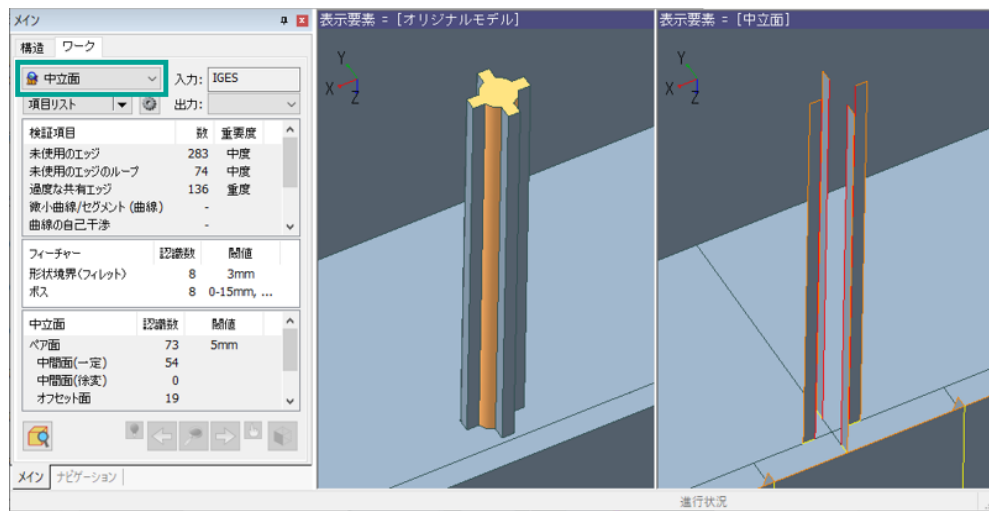 メイン
構造 ワーク
中立面 入力: IGES
項目リスト 出力:
検証項目 数 重要度
未使用のエッジ 283 中度
未使用のエッジのループ 74 中度
過度な共有エッジ 136 重度
微小曲線/セグメント (曲線) -
曲線の自己干渉 -
フィーチャー 認識数 閾値
形状境界(フィレット) 8 3mm
ボス 8 0-15mm, ...
中立面 認識数 閾値
ペア面 73 5mm
中間面(一定) 54
中間面(徐変) 0
オフセット面 19
メイン ナビゲーション
表示要素 = [オリジナルモデル]
Y
X
Z
表示要素 = [中立面]
Y
X
Z
進行状況